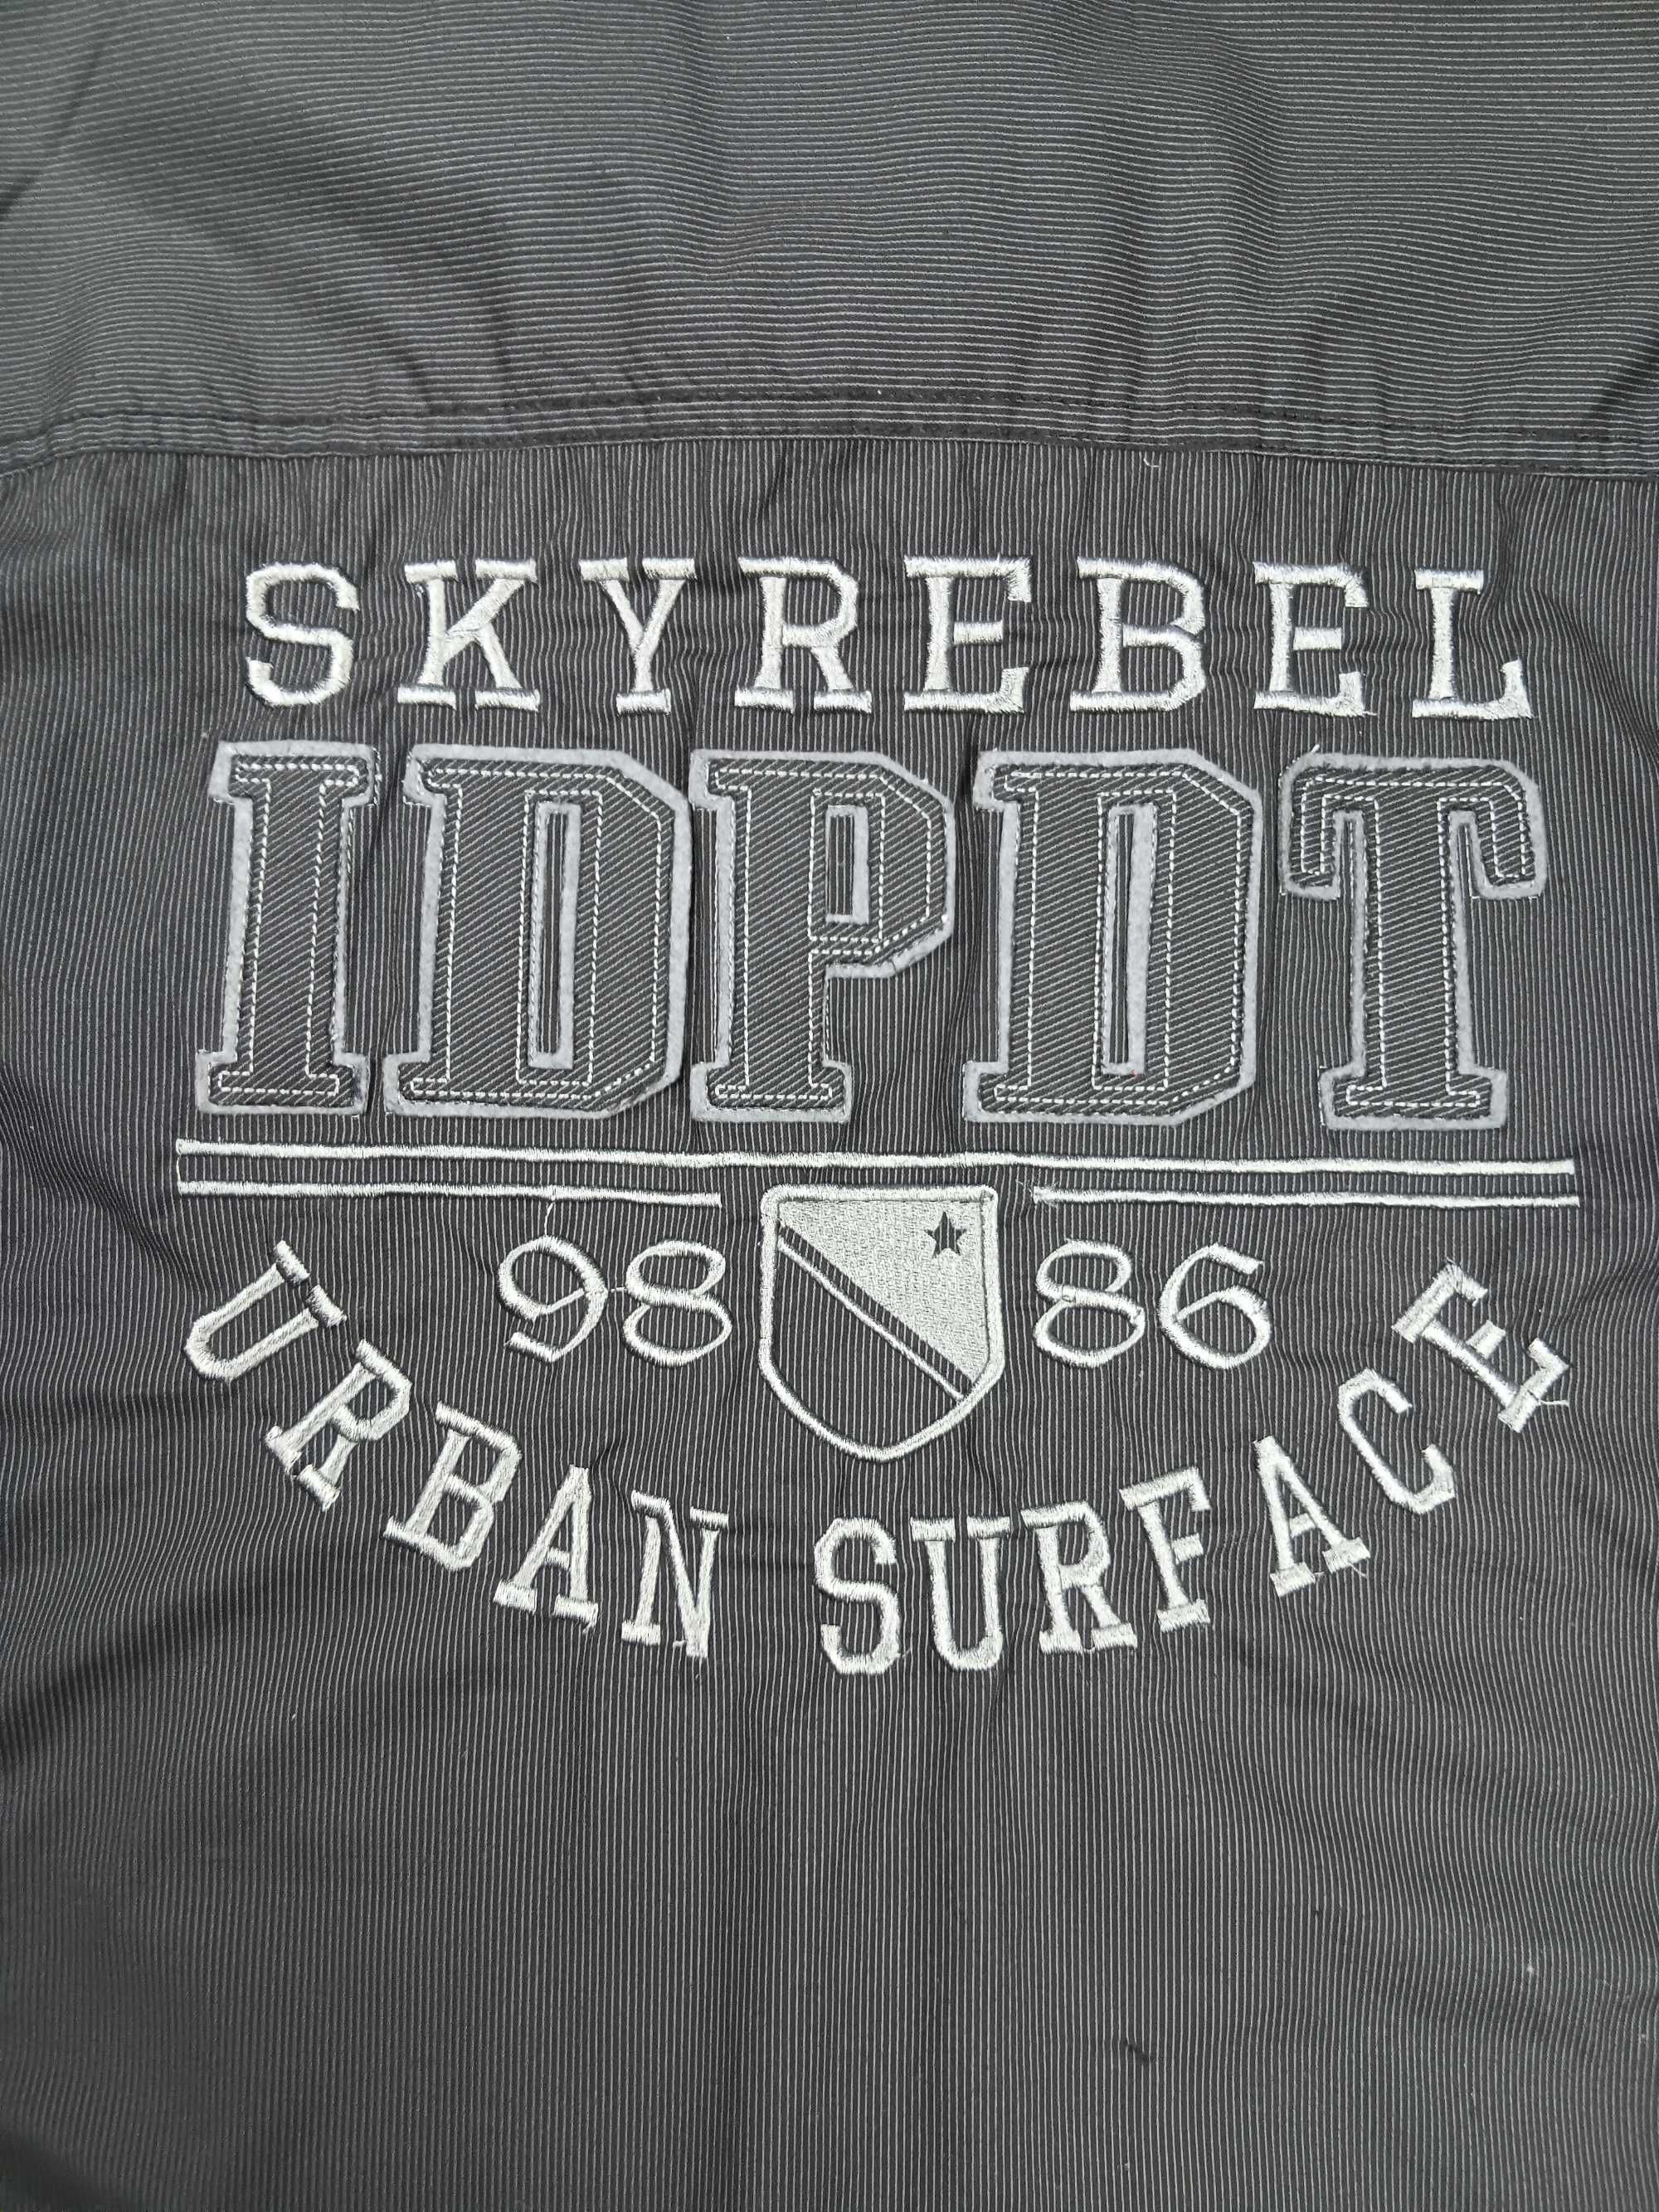 SKYREBEL
IDPDT
98 86
URBAN SURFACE